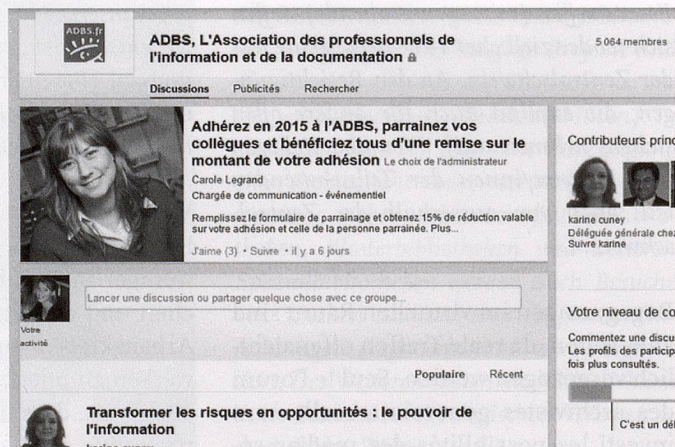 ADBS.fr
ADBS, L'Association des professionnels de
l'information et de la documentation
5 064 membres
Discussions Publicités Rechercher
Adhérez en 2015 à l'ADBS, parrainez vos
collègues et bénéficiez tous d'une remise sur le
montant de votre adhésion Le choix de l'administrateur
Carole Legrand
Chargée de communication - événementiel
Remplissez le formulaire de parrainage et obtenez 15% de réduction valable
sur votre adhésion et celle de la personne parrainée. Plus...
J'aime (3) • Suivre • il y a 6 jours
Contributeurs princ
karine cuney
Déléguée générale chez
Suivre karine
Lancer une discussion ou partager quelque chose avec ce groupe...
Votre
activité
Populaire Récent
Votre niveau de co
Commentez une discu
Les profils des particip
fois plus consultés.
C'est un dél
Transformer les risques en opportunités : le pouvoir de
l'information
karine cuney